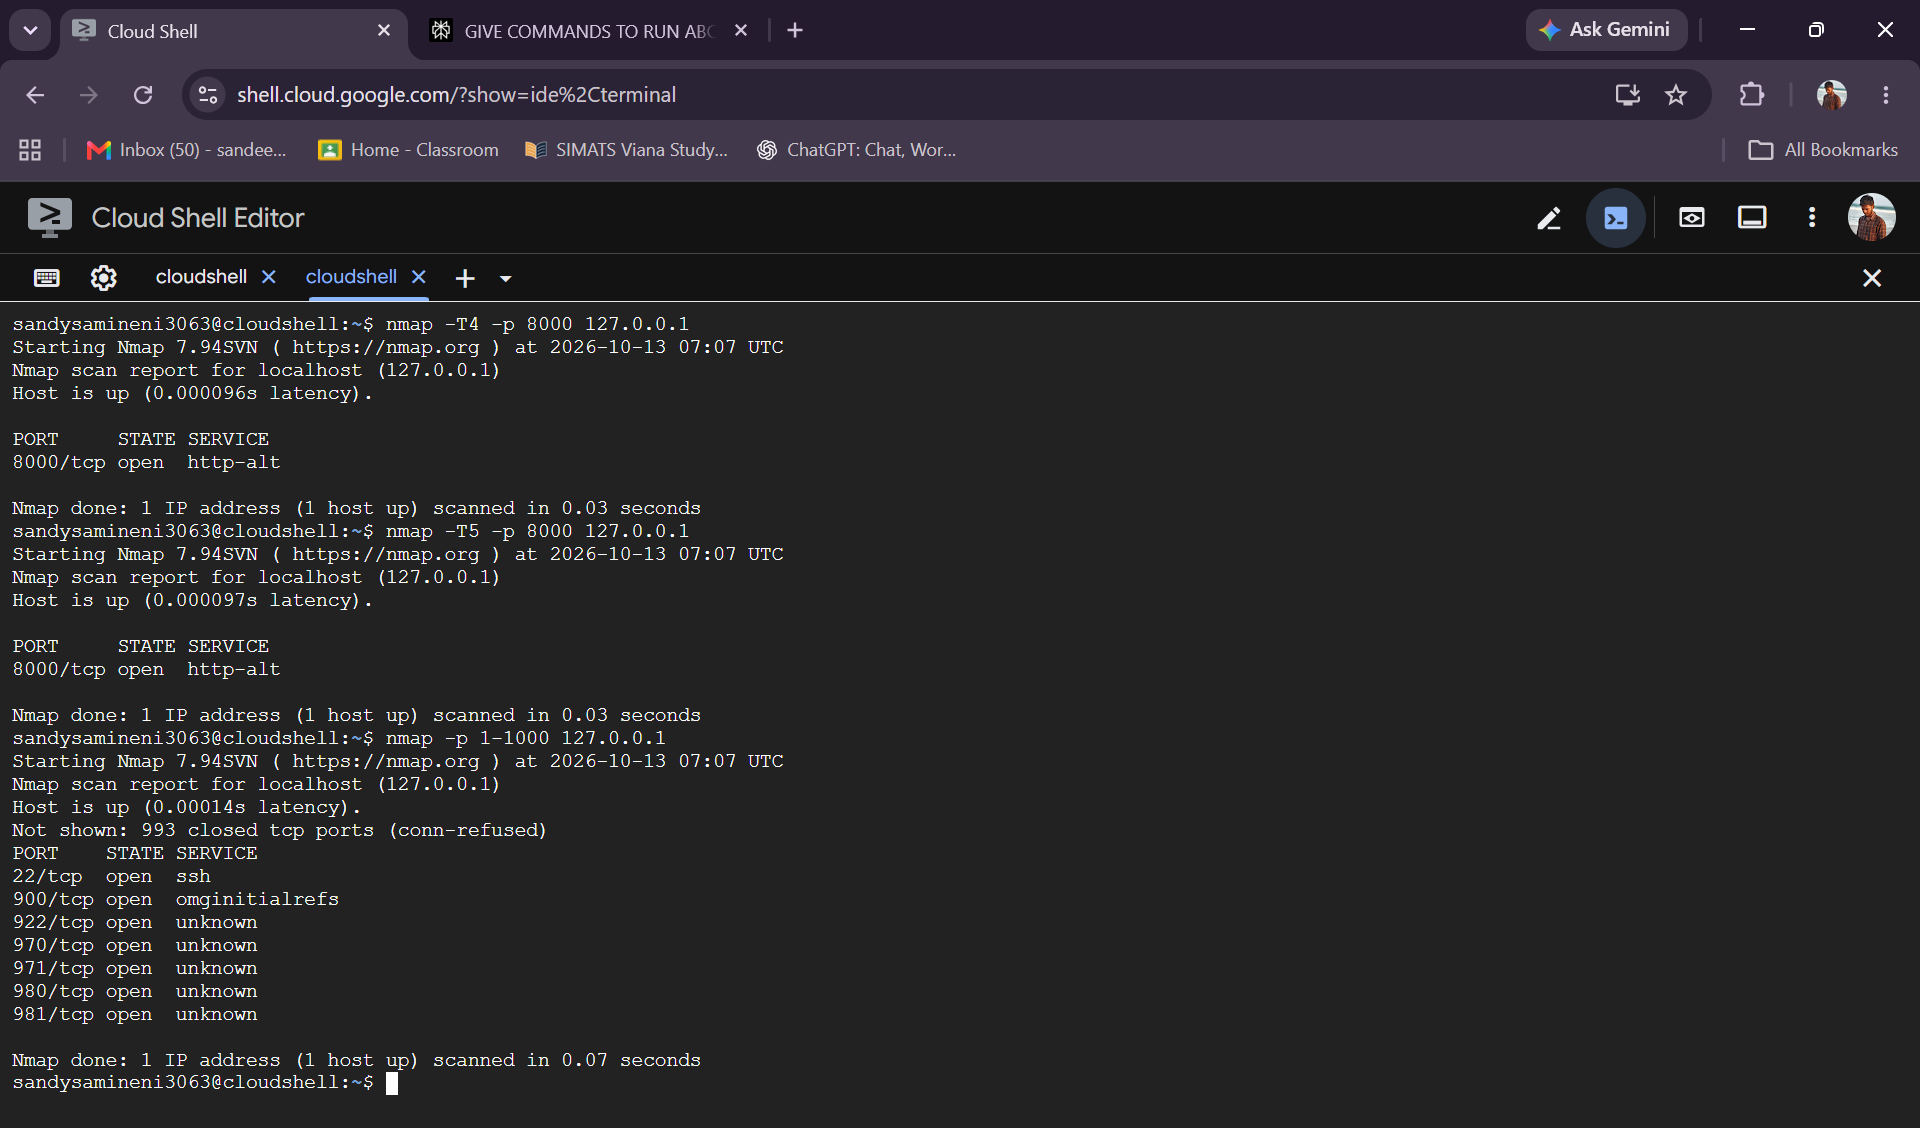 Cloud Shell
GIVE COMMANDS TO RUN ABC
Ask Gemini
shell.cloud.google.com/?show=ide%2Cterminal
Inbox (50) - sandee...
Home - Classroom
SIMATS Viana Study...
ChatGPT: Chat, Wor...
All Bookmarks
Cloud Shell Editor
cloudshell
cloudshell
sandysamineni3063@cloudshell:~$ nmap -T4 -p 8000 127.0.0.1
Starting Nmap 7.94SVN ( https://nmap.org ) at 2026-10-13 07:07 UTC
Nmap scan report for localhost (127.0.0.1)
Host is up (0.000096s latency).
PORT     STATE SERVICE
8000/tcp open  http-alt
Nmap done: 1 IP address (1 host up) scanned in 0.03 seconds
sandysamineni3063@cloudshell:~$ nmap -T5 -p 8000 127.0.0.1
Starting Nmap 7.94SVN ( https://nmap.org ) at 2026-10-13 07:07 UTC
Nmap scan report for localhost (127.0.0.1)
Host is up (0.000097s latency).
PORT     STATE SERVICE
8000/tcp open  http-alt
Nmap done: 1 IP address (1 host up) scanned in 0.03 seconds
sandysamineni3063@cloudshell:~$ nmap -p 1-1000 127.0.0.1
Starting Nmap 7.94SVN ( https://nmap.org ) at 2026-10-13 07:07 UTC
Nmap scan report for localhost (127.0.0.1)
Host is up (0.00014s latency).
Not shown: 993 closed tcp ports (conn-refused)
PORT    STATE SERVICE
22/tcp  open  ssh
900/tcp open  omginitialrefs
922/tcp open  unknown
970/tcp open  unknown
971/tcp open  unknown
980/tcp open  unknown
981/tcp open  unknown
Nmap done: 1 IP address (1 host up) scanned in 0.07 seconds
sandysamineni3063@cloudshell:~$